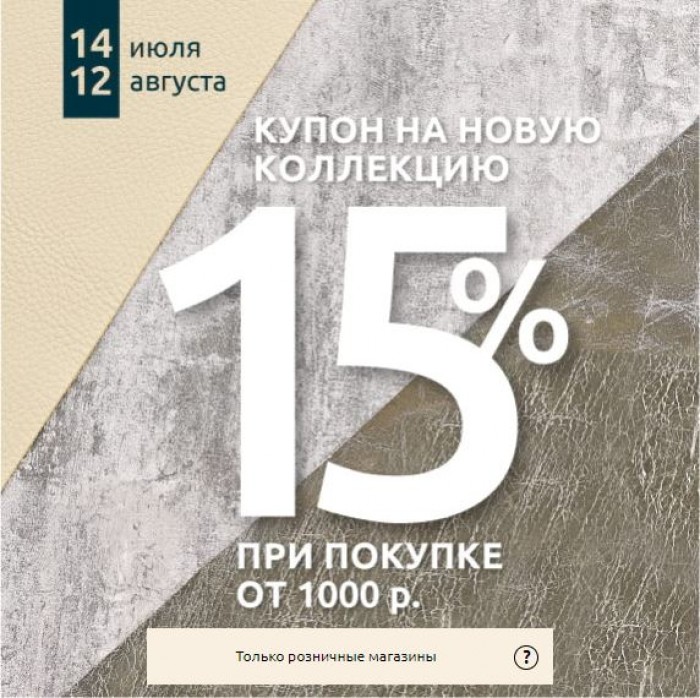 14 июля
12 августа
КУПОН НА НОВУЮ
КОЛЛЕКЦИЮ
15%
ПРИ ПОКУПКЕ
ОТ 1000 р.
Только розничные магазины ?